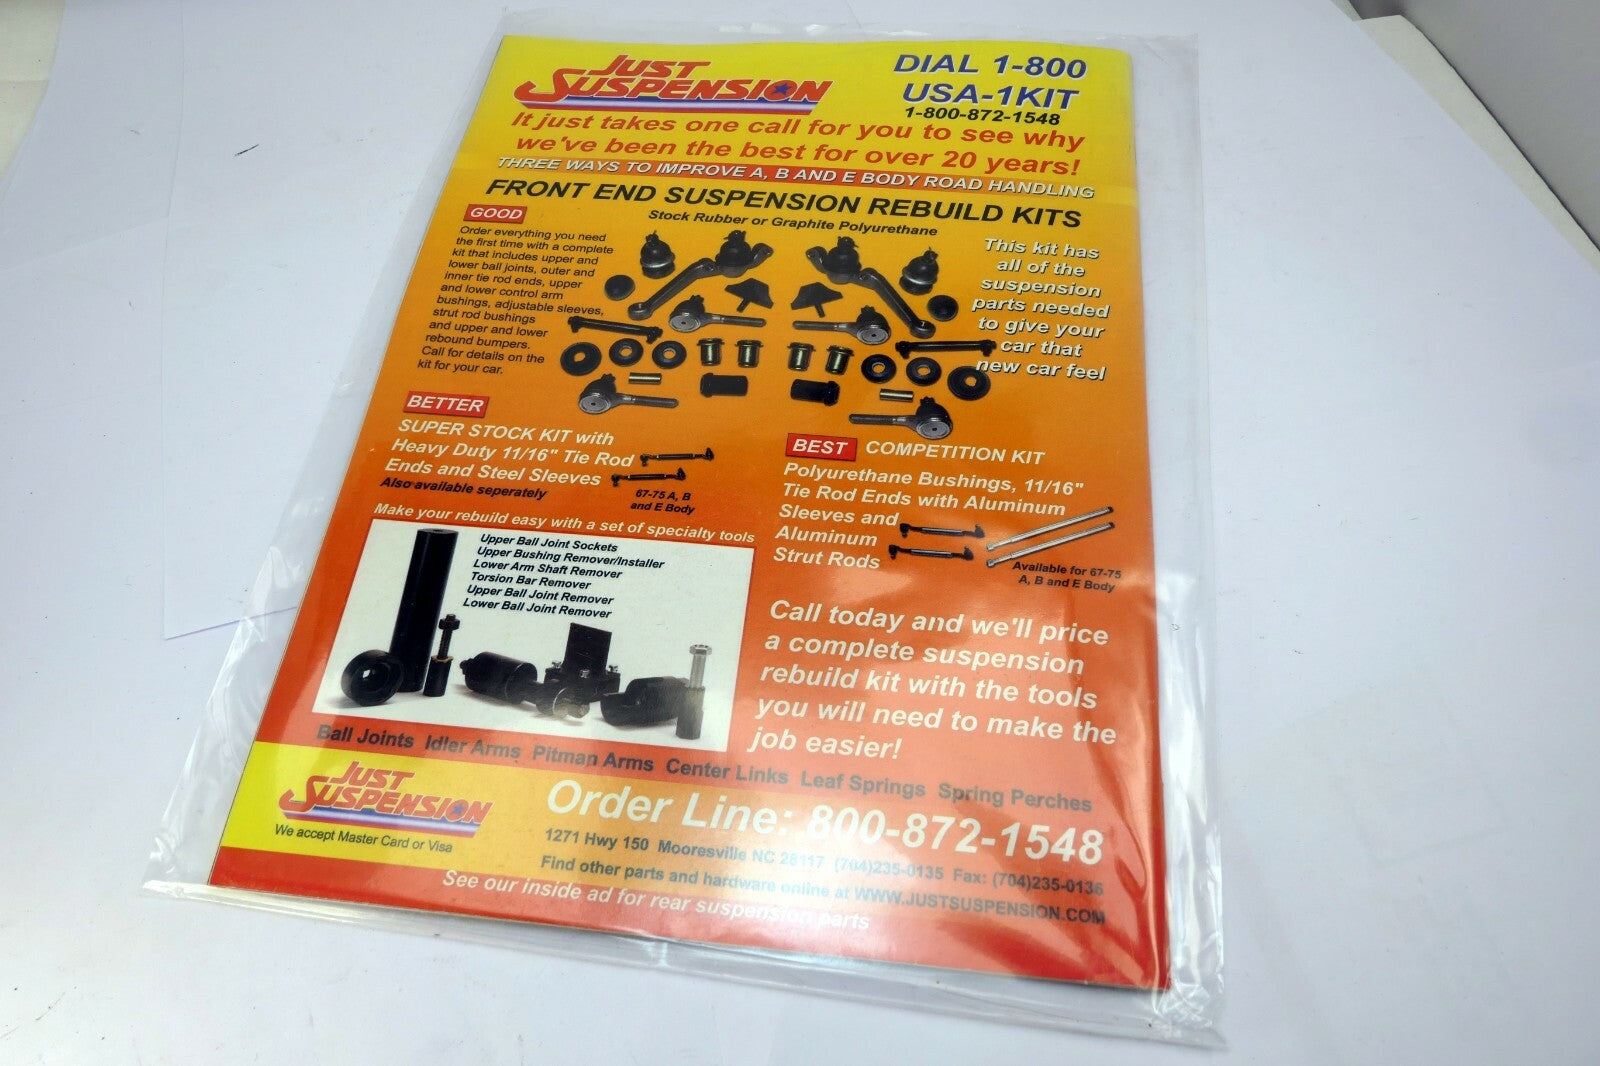 JUST
SUSPENSION
DIAL 1-800
USA-1KIT
1-800-872-1548
It just takes one call for you to see why
we've been the best for over 20 years!
THREE WAYS TO IMPROVE A, B AND E BODY ROAD HANDLING
FRONT END SUSPENSION REBUILD KITS
Stock Rubber or Graphite Polyurethane
GOOD
Order everything you need
the first time with a complete
kit that includes upper and
lower ball joints, outer and
inner tie rod ends, upper
and lower control arm
bushings, adjustable sleeves,
strut rod bushings
and upper and lower
rebound bumpers.
Call for details on the
kit for your car.
This kit has
all of the
suspension
parts needed
to give your
car that
new car feel
BETTER
SUPER STOCK KIT with
Heavy Duty 11/16" Tie Rod
Ends and Steel Sleeves
Also available seperately
67-75 A, B
and E Body
BEST COMPETITION KIT
Polyurethane Bushings, 11/16"
Tie Rod Ends with Aluminum
Sleeves and
Aluminum
Strut Rods
Available for 67-75
A, B and E Body
Make your rebuild easy with a set of specialty tools
Upper Ball Joint Sockets
Upper Bushing Remover/Installer
Lower Arm Shaft Remover
Torsion Bar Remover
Upper Ball Joint Remover
Lower Ball Joint Remover
Call today and we'll price
a complete suspension
rebuild kit with the tools
you will need to make the
job easier!
Ball Joints Idler Arms Pitman Arms Center Links Leaf Springs Spring Perches
JUST
SUSPENSION
We accept Master Card or Visa
Order Line: 800-872-1548
1271 Hwy 150 Mooresville NC 28117 (704)235-0135 Fax: (704)235-0136
Find other parts and hardware online at WWW.JUSTSUSPENSION.COM
See our inside ad for rear suspension parts